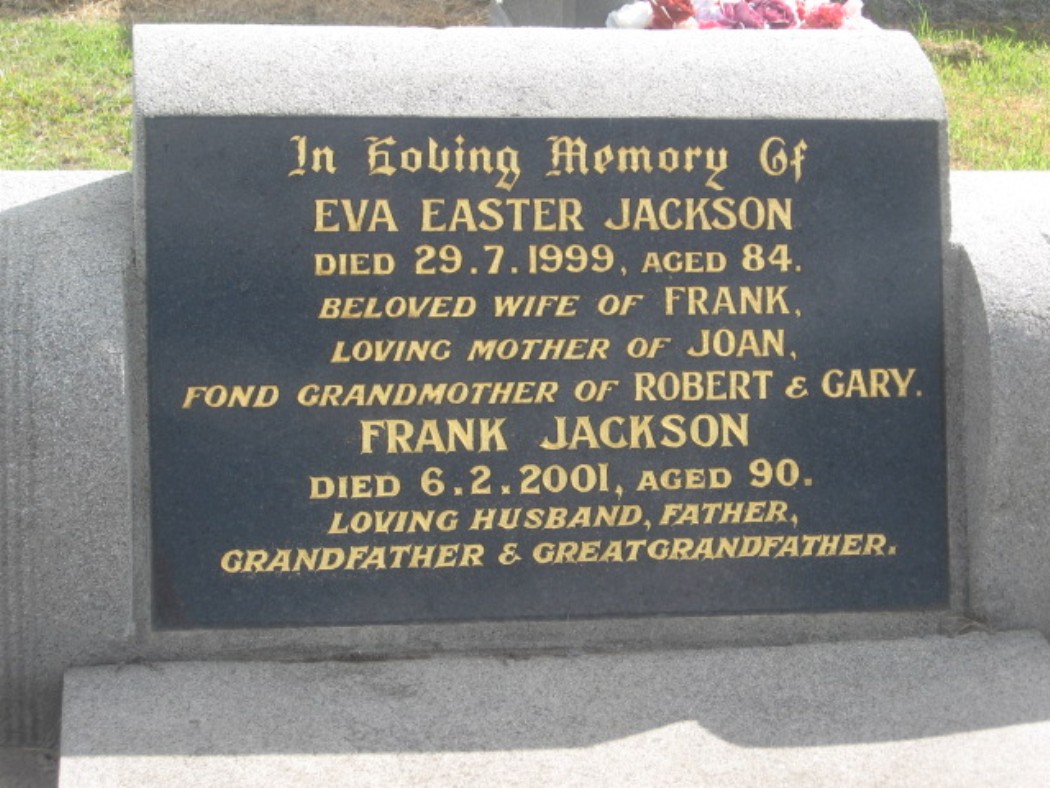 In Loving Memory Of
EVA EASTER JACKSON
DIED 29.7.1999, AGED 84.
BELOVED WIFE OF FRANK,
LOVING MOTHER OF JOAN,
FOND GRANDMOTHER OF ROBERT & GARY.
FRANK JACKSON
DIED 6.2.2001, AGED 90.
LOVING HUSBAND, FATHER,
GRANDFATHER & GREATGRANDFATHER.